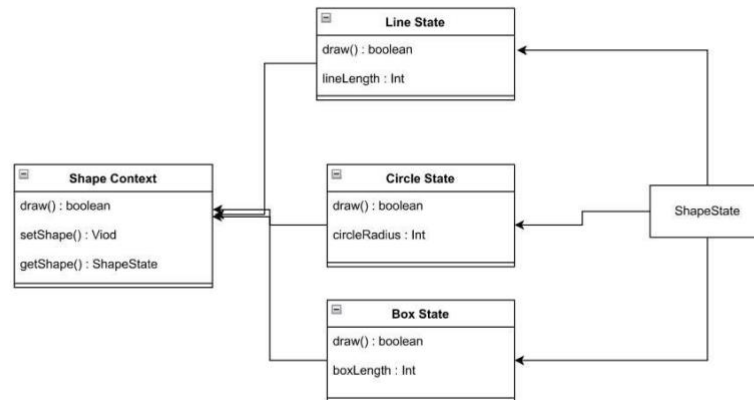 Line State
draw() : boolean
lineLength : Int
Shape Context
draw() : boolean
setShape() : Viod
getShape() : ShapeState
Circle State
draw() : boolean
circleRadius : Int
ShapeState
Box State
draw() : boolean
boxLength : Int